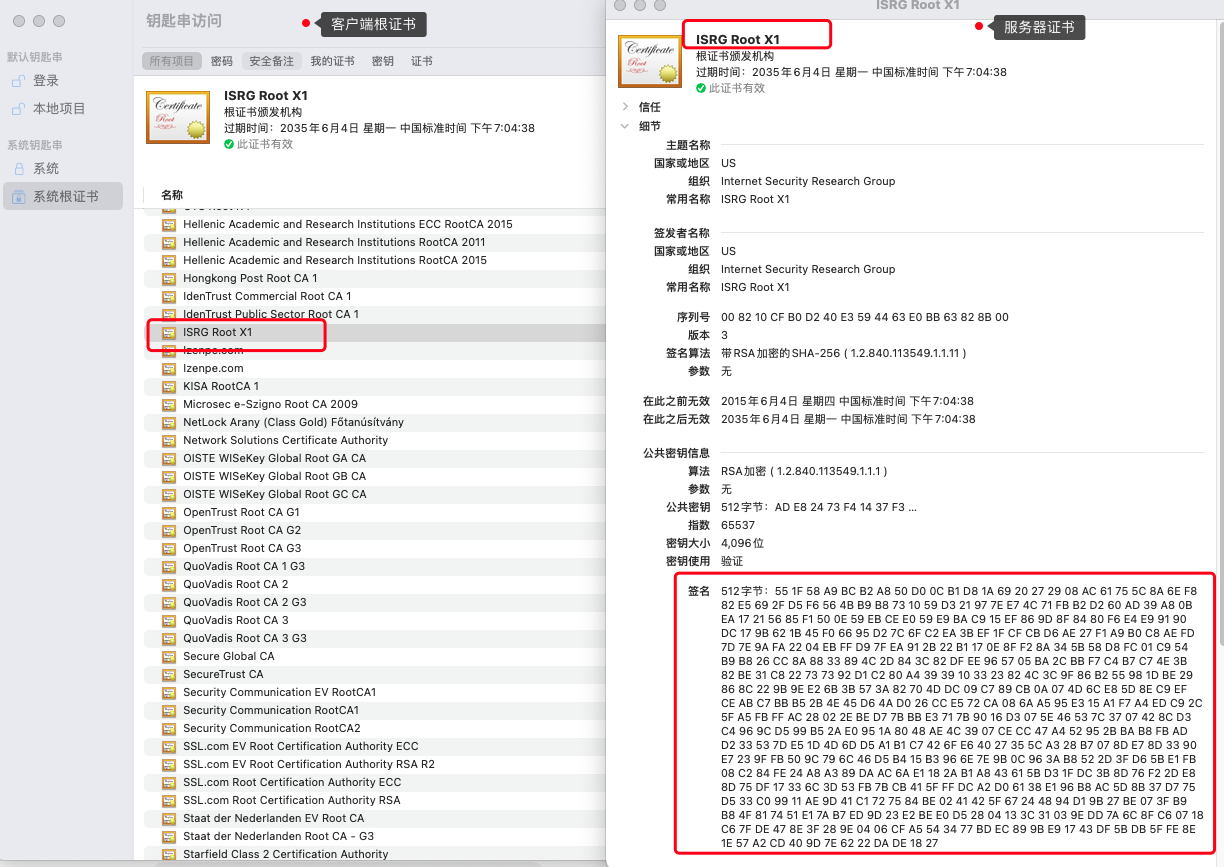 钥匙串访问
客户端根证书
默认钥匙串
登录
本地项目
系统钥匙串
系统
系统根证书
所有项目 密码 安全备注 我的证书 密钥 证书
ISRG Root X1
根证书颁发机构
过期时间：2035年6月4日 星期一 中国标准时间 下午7:04:38
此证书有效
名称
Hellenic Academic and Research Institutions ECC RootCA 2015
Hellenic Academic and Research Institutions RootCA 2011
Hellenic Academic and Research Institutions RootCA 2015
Hongkong Post Root CA 1
IdenTrust Commercial Root CA 1
IdenTrust Public Sector Root CA 1
ISRG Root X1
Izenpe.com
Izenpe.com
KISA RootCA 1
Microsec e-Szigno Root CA 2009
NetLock Arany (Class Gold) Főtanúsítvány
Network Solutions Certificate Authority
OISTE WISeKey Global Root GA CA
OISTE WISeKey Global Root GB CA
OISTE WISeKey Global Root GC CA
OpenTrust Root CA G1
OpenTrust Root CA G2
OpenTrust Root CA G3
QuoVadis Root CA 1 G3
QuoVadis Root CA 2
QuoVadis Root CA 2 G3
QuoVadis Root CA 3
QuoVadis Root CA 3 G3
Secure Global CA
SecureTrust CA
Security Communication EV RootCA1
Security Communication RootCA1
Security Communication RootCA2
SSL.com EV Root Certification Authority ECC
SSL.com EV Root Certification Authority RSA R2
SSL.com Root Certification Authority ECC
SSL.com Root Certification Authority RSA
Staat der Nederlanden EV Root CA
Staat der Nederlanden Root CA - G3
Starfield Class 2 Certification Authority
ISRG Root X1
服务器证书
ISRG Root X1
根证书颁发机构
过期时间：2035年6月4日 星期一 中国标准时间 下午7:04:38
此证书有效
信任
细节
主题名称
国家或地区 US
组织 Internet Security Research Group
常用名称 ISRG Root X1
签发者名称
国家或地区 US
组织 Internet Security Research Group
常用名称 ISRG Root X1
序列号 00 82 10 CF B0 D2 40 E3 59 44 63 E0 BB 63 82 8B 00
版本 3
签名算法 带RSA加密的SHA-256 ( 1.2.840.113549.1.1.11 )
参数 无
在此之前无效 2015年6月4日 星期四 中国标准时间 下午7:04:38
在此之后无效 2035年6月4日 星期一 中国标准时间 下午7:04:38
公共密钥信息
算法 RSA加密 ( 1.2.840.113549.1.1.1 )
参数 无
公共密钥 512字节： AD E8 24 73 F4 14 37 F3 ...
指数 65537
密钥大小 4,096位
密钥使用 验证
签名 512字节： 55 1F 58 A9 BC B2 A8 50 D0 0C B1 D8 1A 69 20 27 29 08 AC 61 75 5C 8A 6E F8
82 E5 69 2F D5 F6 56 4B B9 B8 73 10 59 D3 21 97 7E E7 4C 71 FB B2 D2 60 AD 39 A8 0B
EA 17 21 56 85 F1 50 0E 59 EB CE E0 59 E9 BA C9 15 EF 86 9D 8F 84 80 F6 E4 E9 91 90
DC 17 9B 62 1B 45 F0 66 95 D2 7C 6F C2 EA 3B EF 1F CF CB D6 AE 27 F1 A9 B0 C8 AE FD
7D 7E 9A FA 22 04 EB FF D9 7F EA 91 2B 22 B1 17 0E 8F F2 8A 34 5B 58 D8 FC 01 C9 54
B9 B8 26 CC 8A 88 33 89 4C 2D 84 3C 82 DF EE 96 57 05 BA 2C BB F7 C4 B7 C7 4E 3B
82 BE 31 C8 22 73 73 92 D1 C2 80 A4 39 39 10 33 23 82 4C 3C 9F 86 B2 55 98 1D BE 29
86 8C 22 9B 9E E2 6B 3B 57 3A 82 70 4D DC 09 C7 89 CB 0A 07 4D 6C E8 5D 8E C9 EF
CE AB C7 BB B5 2B 4E 45 D6 4A D0 26 CC E5 72 CA 08 6A A5 95 E3 15 A1 F7 A4 ED C9 2C
5F A5 FB FF AC 28 02 2E BE D7 7B BB E3 71 7B 90 16 D3 07 5E 46 53 7C 37 07 42 8C D3
C4 96 9C D5 99 B5 2A E0 95 1A 80 48 AE 4C 39 07 CE CC 47 A4 52 95 2B BA B8 FB AD
D2 33 53 7D E5 1D 4D 6D D5 A1 B1 C7 42 6F E6 40 27 35 5C A3 28 B7 07 8D E7 8D 33 90
E7 23 9F FB 50 9C 79 6C 46 D5 B4 15 B3 96 6E 7E 9B 0C 96 3A B8 52 2D 3F D6 5B E1 FB
08 C2 84 FE 24 A8 A3 89 DA AC 6A E1 18 2A B1 A8 43 61 5B D3 1F DC 3B 8D 76 F2 2D E8
8D 75 DF 17 33 6C 3D 53 FB 7B CB 41 5F FF DC A2 D0 61 38 E1 96 B8 AC 5D 8B 37 D7 75
D5 33 C0 99 11 AE 9D 41 C1 72 75 84 BE 02 41 42 5F 67 24 48 94 D1 9B 27 BE 07 3F B9
B8 4F 81 74 51 E1 7A B7 ED 9D 23 E2 BE E0 D5 28 04 13 3C 31 03 9E DD 7A 6C 8F C6 07 18
C6 7F DE 47 8E 3F 28 9E 04 06 CF A5 54 34 77 BD EC 89 9B E9 17 43 DF 5B DB 5F FE 8E
1E 57 A2 CD 40 9D 7E 62 22 DA DE 18 27